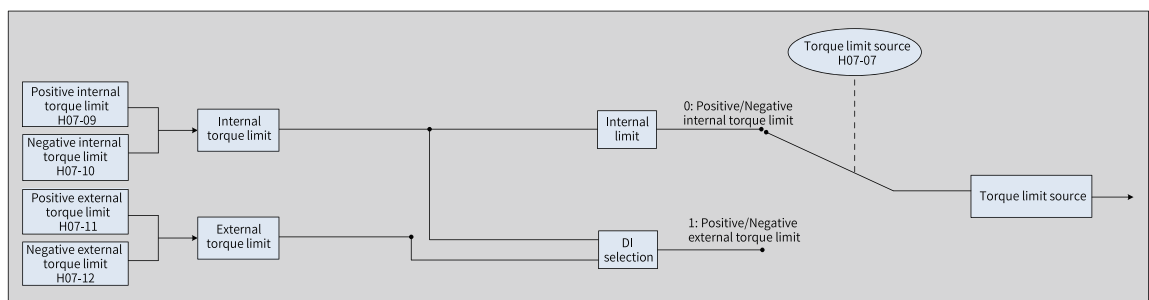 Torque limit source
H07-07
Positive internal
torque limit
H07-09
Negative internal
torque limit
H07-10
Internal
torque limit
Internal
limit
0: Positive/Negative
internal torque limit
Positive external
torque limit
H07-11
Negative external
torque limit
H07-12
External
torque limit
DI
selection
1: Positive/Negative
external torque limit
Torque limit source